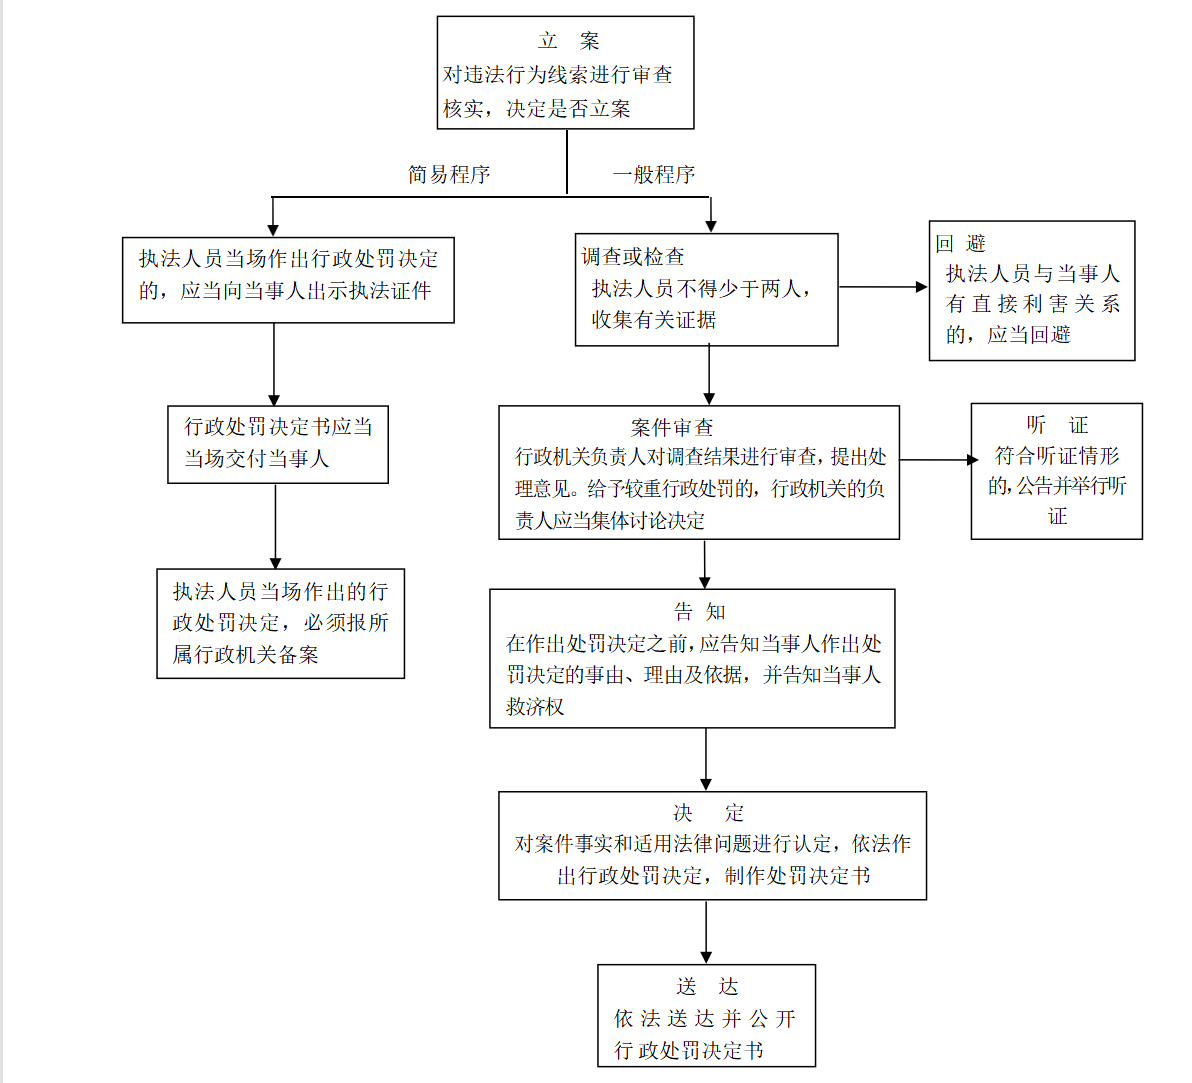 立 案
对违法行为线索进行审查
核实，决定是否立案
简易程序
一般程序
执法人员当场作出行政处罚决定
的，应当向当事人出示执法证件
行政处罚决定书应当
当场交付当事人
执法人员当场作出的行
政处罚决定，必须报所
属行政机关备案
调查或检查
执法人员不得少于两人，
收集有关证据
回 避
执法人员与当事人
有直接利害关系
的，应当回避
案件审查
行政机关负责人对调查结果进行审查，提出处
理意见。给予较重行政处罚的，行政机关的负
责人应当集体讨论决定
听 证
符合听证情形
的，公告并举行听
证
告 知
在作出处罚决定之前，应告知当事人作出处
罚决定的事由、理由及依据，并告知当事人
救济权
决 定
对案件事实和适用法律问题进行认定，依法作
出行政处罚决定，制作处罚决定书
送 达
依法送达并公开
行政处罚决定书